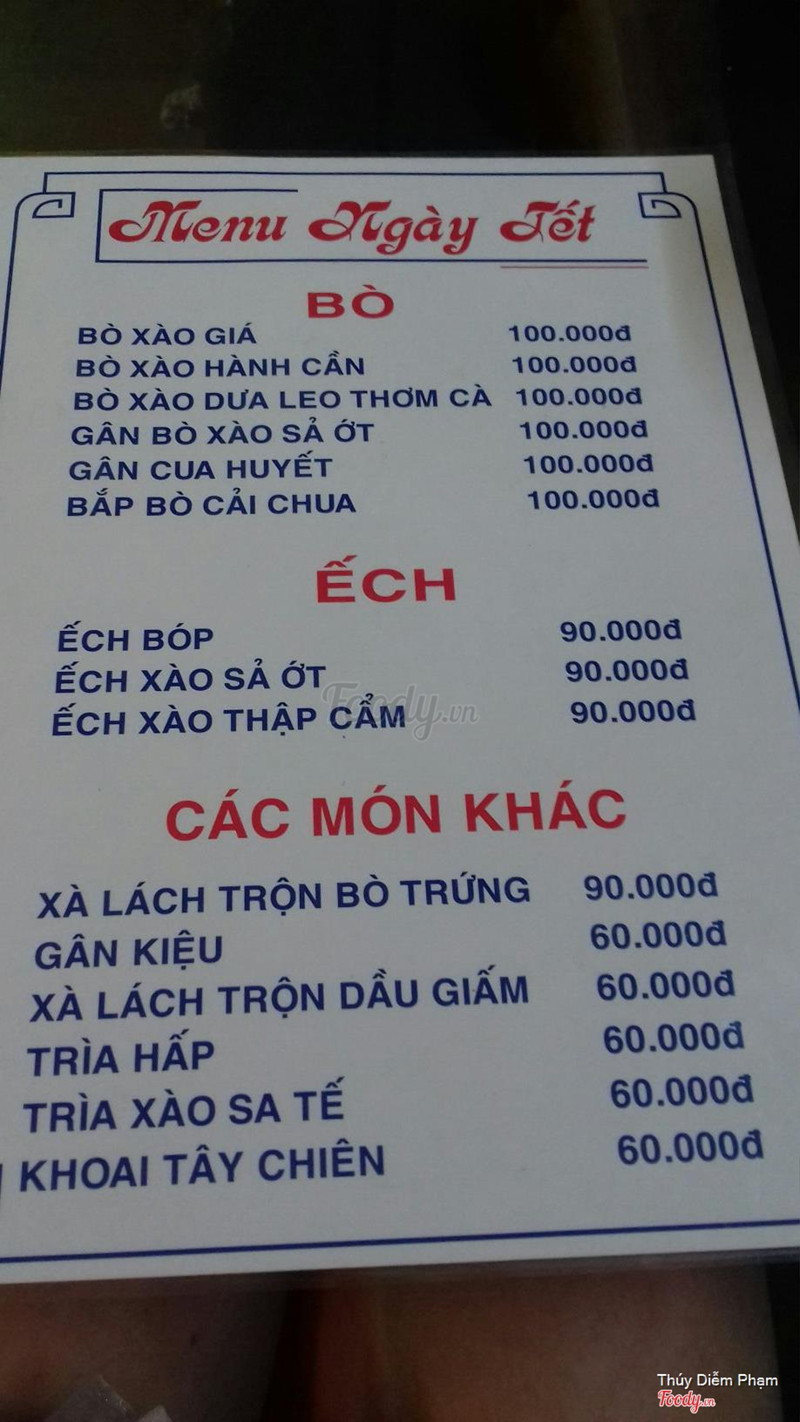 Menu Ngày Tết
BÒ
BÒ XÀO GIÁ 100.000đ
BÒ XÀO HÀNH CẦN 100.000đ
BÒ XÀO DƯA LEO THƠM CÀ 100.000đ
GÂN BÒ XÀO SẢ ỚT 100.000đ
GÂN CUA HUYẾT 100.000đ
BẮP BÒ CẢI CHUA 100.000đ
ẾCH
ẾCH BÓP 90.000đ
ẾCH XÀO SẢ ỚT 90.000đ
ẾCH XÀO THẬP CẨM 90.000đ
Foody.vn
CÁC MÓN KHÁC
XÀ LÁCH TRỘN BÒ TRỨNG 90.000đ
GÂN KIỆU 60.000đ
XÀ LÁCH TRỘN DẦU GIẤM 60.000đ
TRÌA HẤP 60.000đ
TRÌA XÀO SA TẾ 60.000đ
KHOAI TÂY CHIÊN 60.000đ
Thúy Diễm Phạm
Foody.vn